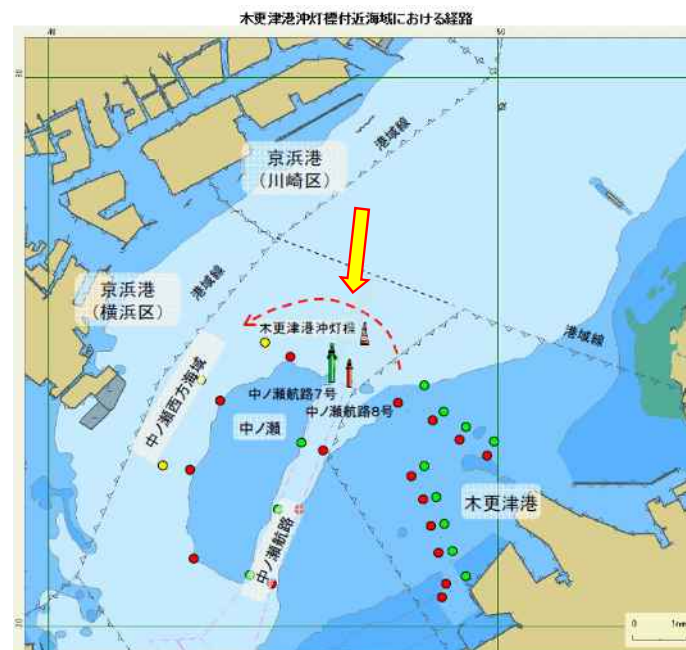 木更津港沖灯標付近海域における経路
40
50
30
京浜港
（川崎区）
港域線
京浜港
（横浜区）
港域線
港域線
木更津港沖灯標
中ノ瀬西方海域
中ノ瀬航路7号
中ノ瀬航路8号
中ノ瀬
木更津港
中ノ瀬航路
0